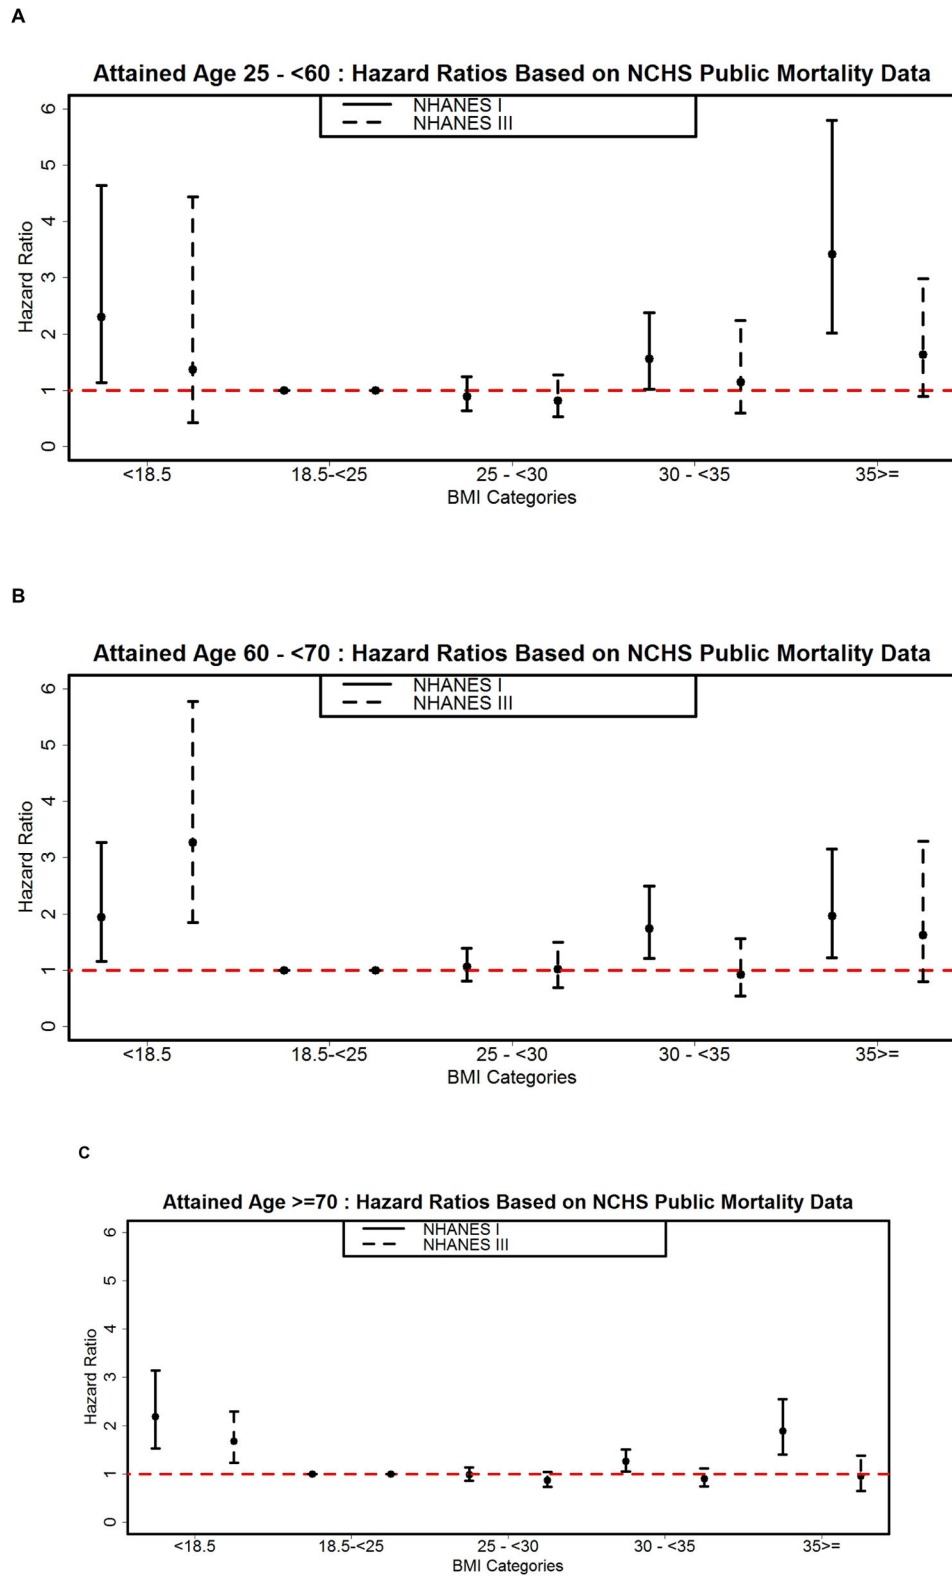 A
Attained Age 25 - <60 : Hazard Ratios Based on NCHS Public Mortality Data
NHANES I
NHANES III
6
5
4
3
2
1
0
Hazard Ratio
<18.5 18.5-<25 25 - <30 30 - <35 35>=
BMI Categories
B
Attained Age 60 - <70 : Hazard Ratios Based on NCHS Public Mortality Data
NHANES I
NHANES III
6
5
4
3
2
1
0
Hazard Ratio
<18.5 18.5-<25 25 - <30 30 - <35 35>=
BMI Categories
C
Attained Age >=70 : Hazard Ratios Based on NCHS Public Mortality Data
NHANES I
NHANES III
6
5
4
3
2
1
0
Hazard Ratio
<18.5 18.5-<25 25 - <30 30 - <35 35>=
BMI Categories